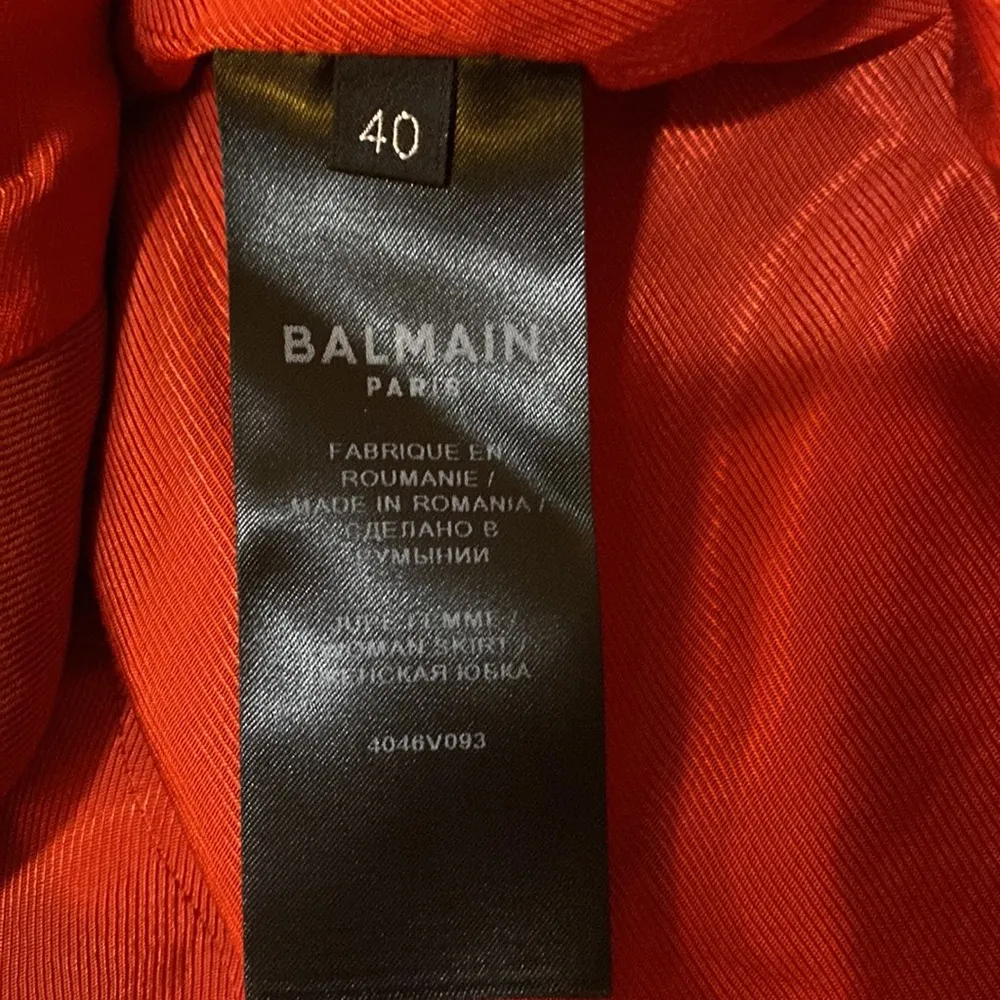 40
BALMAIN
PARIS
FABRIQUE EN
ROUMANIE /
MADE IN ROMANIA /
СДЕЛАНО В
РУМЫНИИ
JUPE FEMME /
WOMAN SKIRT /
ЖЕНСКАЯ ЮБКА
4046V093